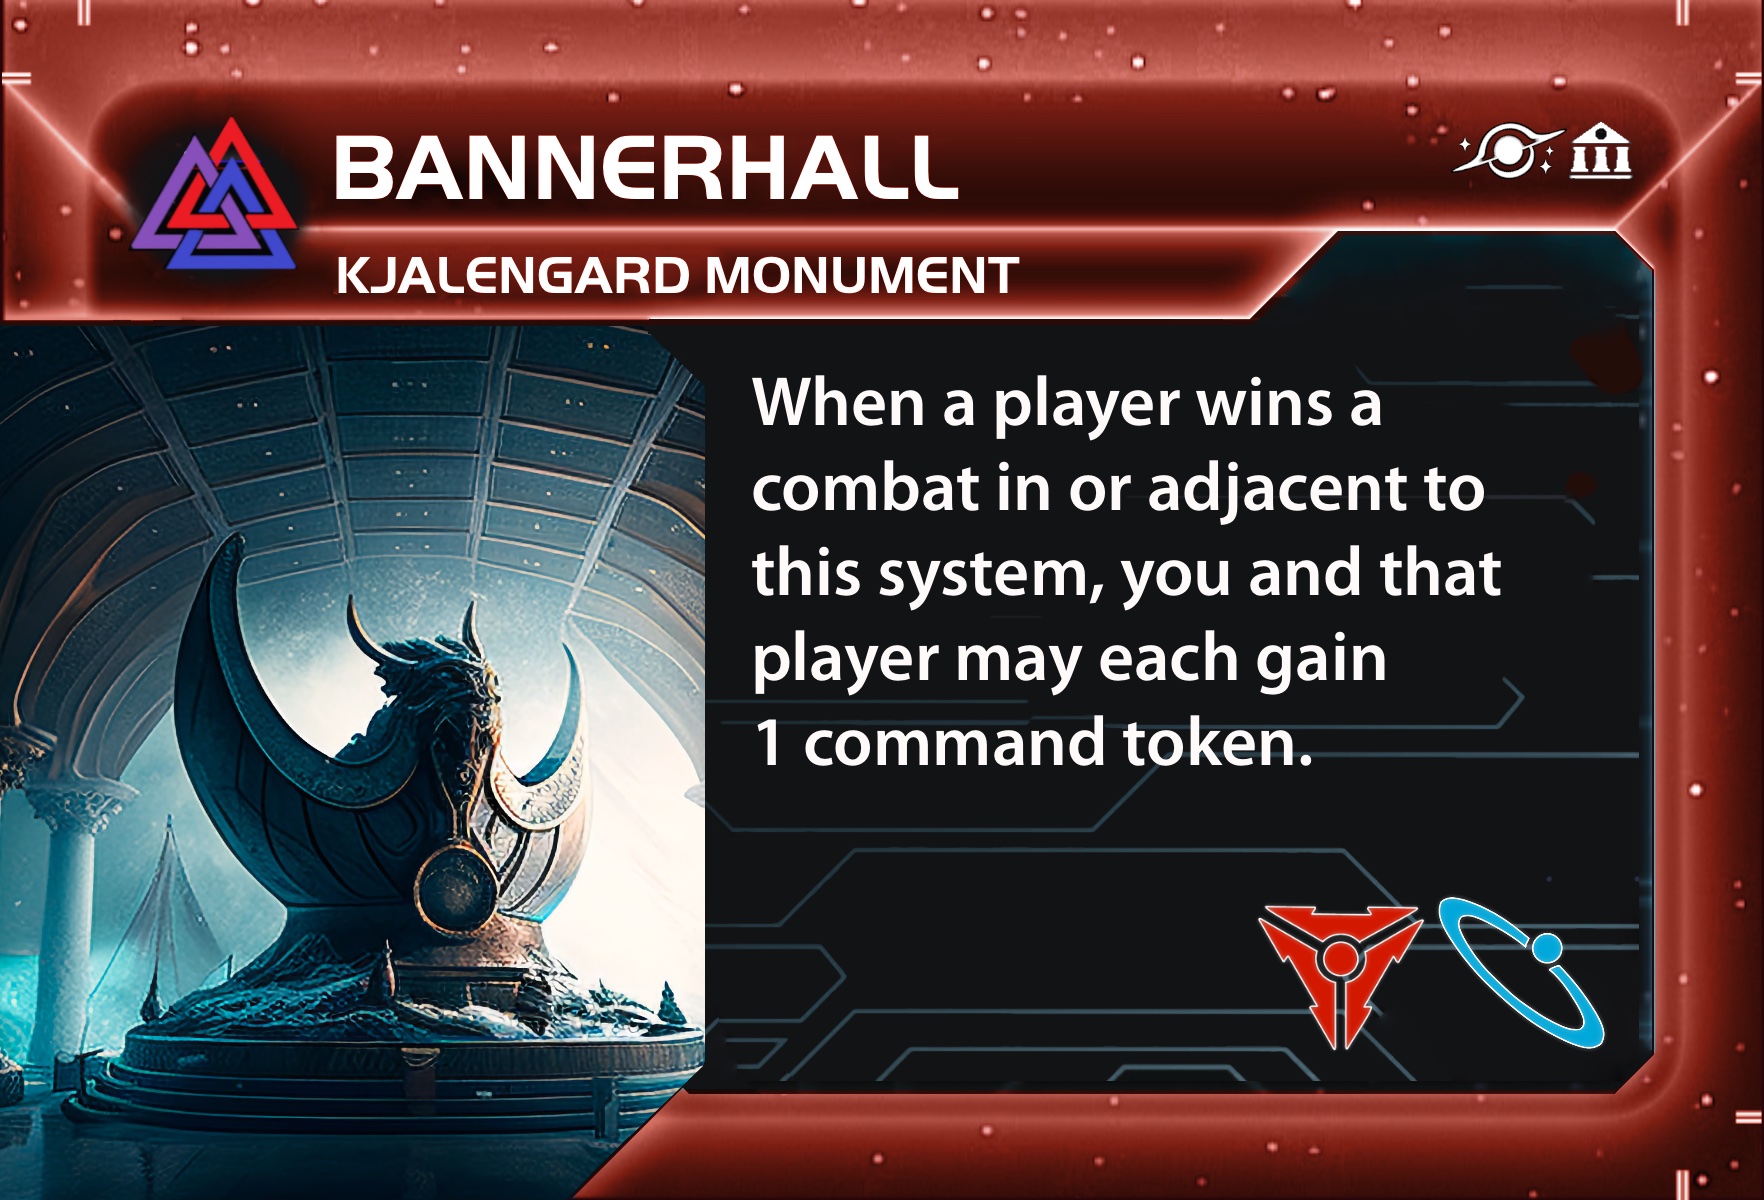 BANNERHALL
KJALENGARD MONUMENT
When a player wins a
combat in or adjacent to
this system, you and that
player may each gain
1 command token.